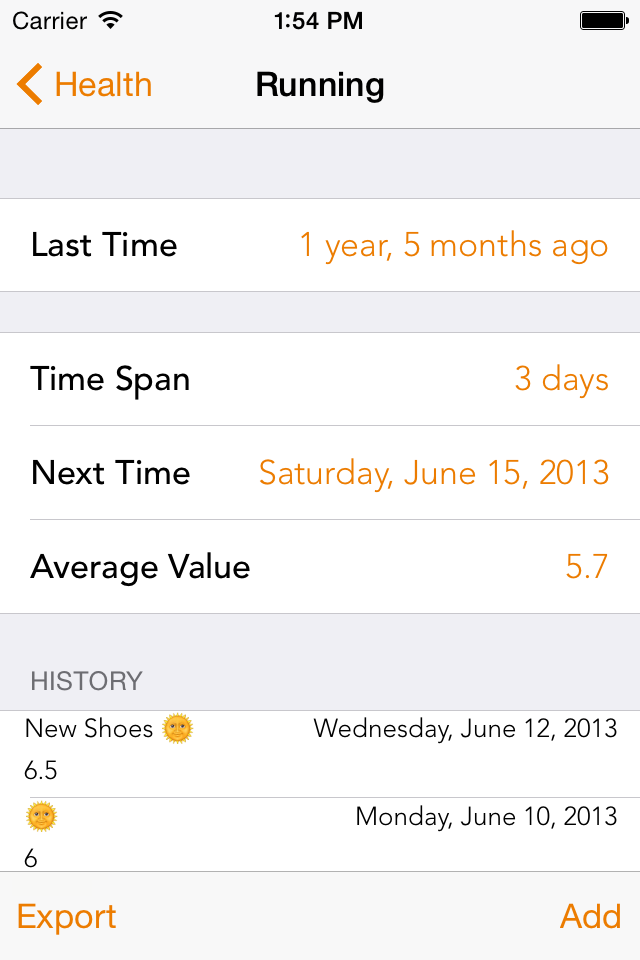 Carrier 1:54 PM
Health Running
Last Time 1 year, 5 months ago
Time Span 3 days
Next Time Saturday, June 15, 2013
Average Value 5.7
HISTORY
New Shoes 🌞 Wednesday, June 12, 2013
6.5
🌞 Monday, June 10, 2013
6
Export Add